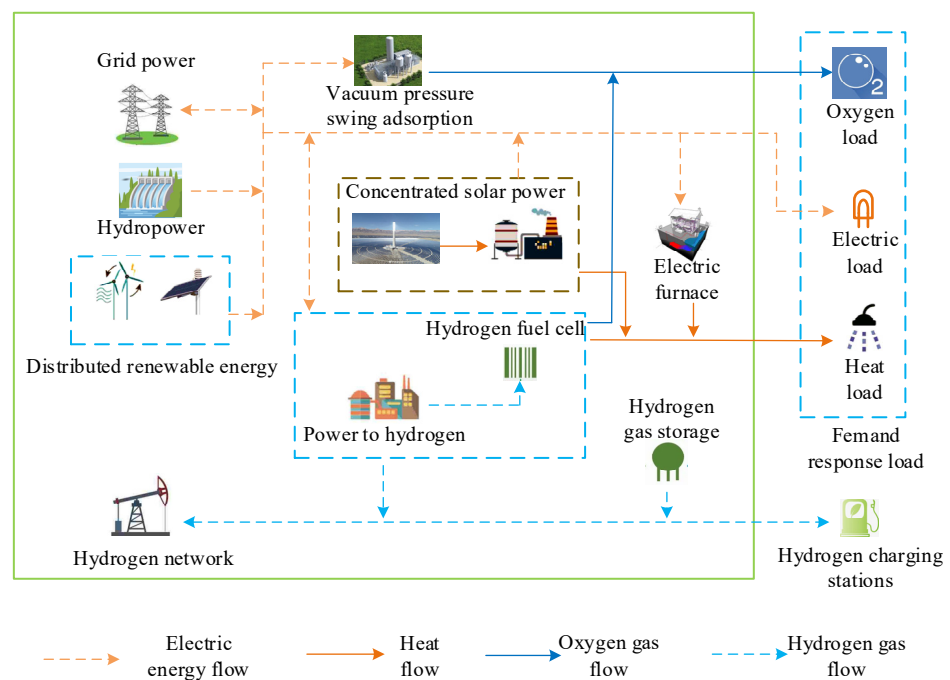 Grid power
Vacuum pressure
swing adsorption
O2
Oxygen
load
Hydropower
Concentrated solar power
Electric
furnace
Electric
load
Distributed renewable energy
Hydrogen fuel cell
Heat
load
Power to hydrogen
Hydrogen
gas storage
Femand
response load
Hydrogen network
Hydrogen charging
stations
Electric
energy flow
Heat
flow
Oxygen gas
flow
Hydrogen gas
flow